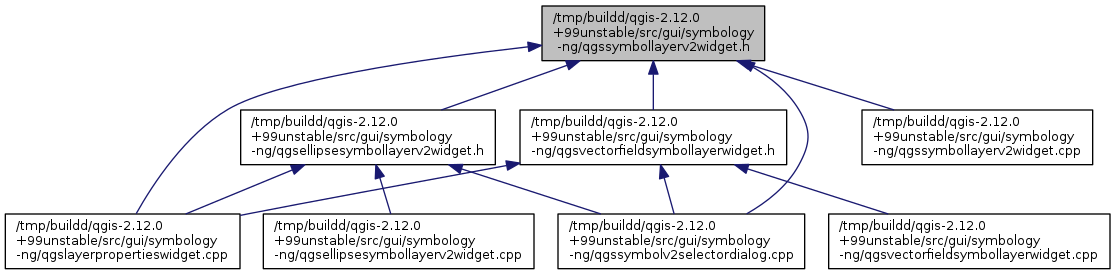 /tmp/buildd/qgis-2.12.0
+99unstable/src/gui/symbology
-ng/qgssymbollayerv2widget.h
/tmp/buildd/qgis-2.12.0
+99unstable/src/gui/symbology
-ng/qgsellipsesymbollayerv2widget.h
/tmp/buildd/qgis-2.12.0
+99unstable/src/gui/symbology
-ng/qgsvectorfieldsymbollayerwidget.h
/tmp/buildd/qgis-2.12.0
+99unstable/src/gui/symbology
-ng/qgssymbollayerv2widget.cpp
/tmp/buildd/qgis-2.12.0
+99unstable/src/gui/symbology
-ng/qgslayerpropertieswidget.cpp
/tmp/buildd/qgis-2.12.0
+99unstable/src/gui/symbology
-ng/qgsellipsesymbollayerv2widget.cpp
/tmp/buildd/qgis-2.12.0
+99unstable/src/gui/symbology
-ng/qgssymbolv2selectordialog.cpp
/tmp/buildd/qgis-2.12.0
+99unstable/src/gui/symbology
-ng/qgsvectorfieldsymbollayerwidget.cpp